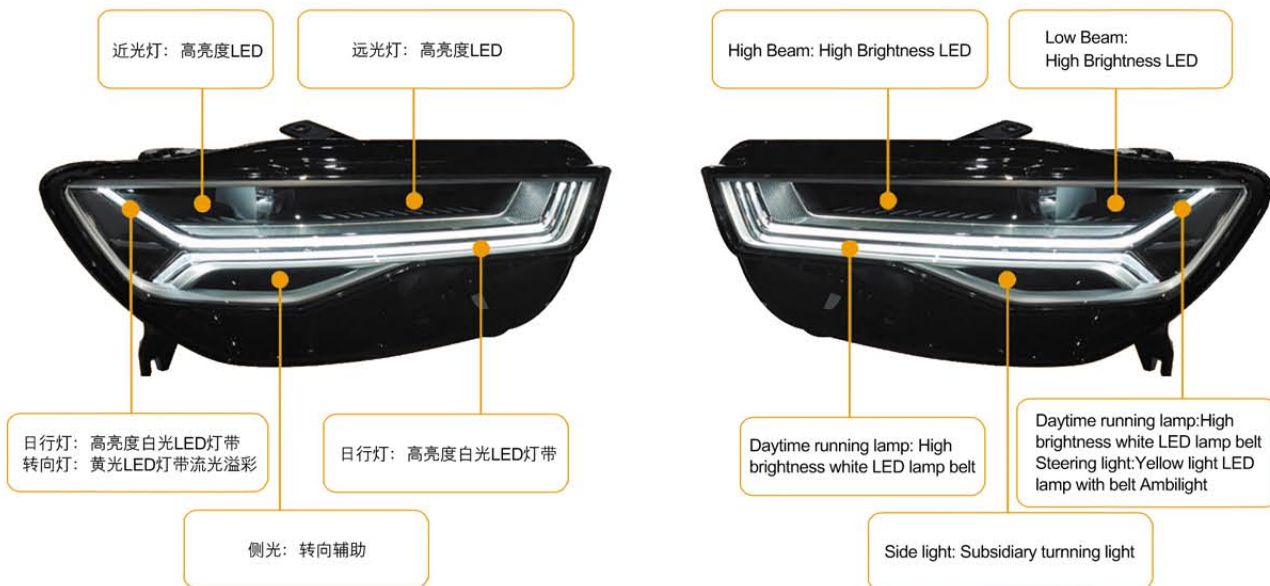 近光灯：高亮度LED
远光灯：高亮度LED
High Beam: High Brightness LED
Low Beam:
High Brightness LED
日行灯：高亮度白光LED灯带
转向灯：黄光LED灯带流光溢彩
日行灯：高亮度白光LED灯带
侧光：转向辅助
Daytime running lamp: High
brightness white LED lamp belt
Daytime running lamp:High
brightness white LED lamp belt
Steering light:Yellow light LED
lamp with belt Ambilight
Side light: Subsidiary turnning light